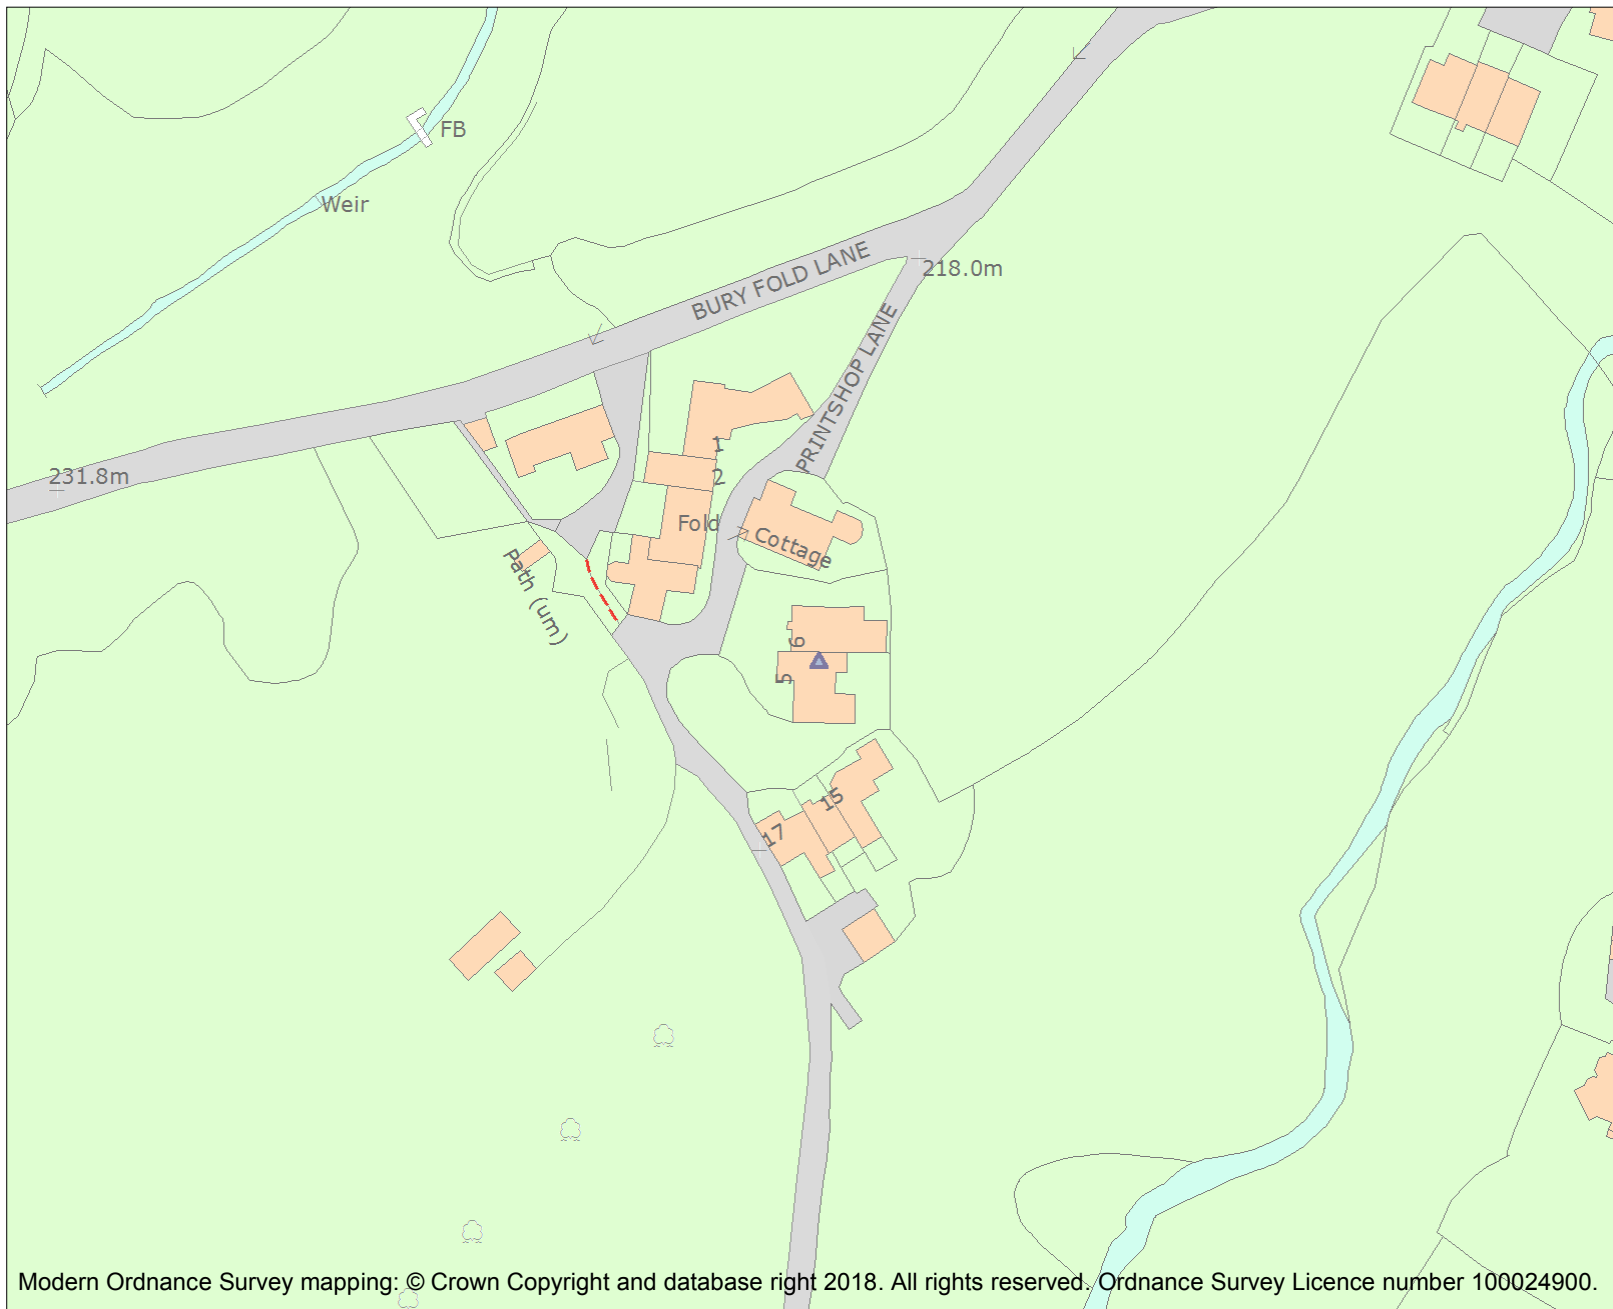 FB
Weir
BURY FOLD LANE
218.0m
PRINTSHOP LANE
1
231.8m
2
Fold
Cottage
Path (um)
6
5
15
17
Modern Ordnance Survey mapping: © Crown Copyright and database right 2018. All rights reserved. Ordnance Survey Licence number 100024900.